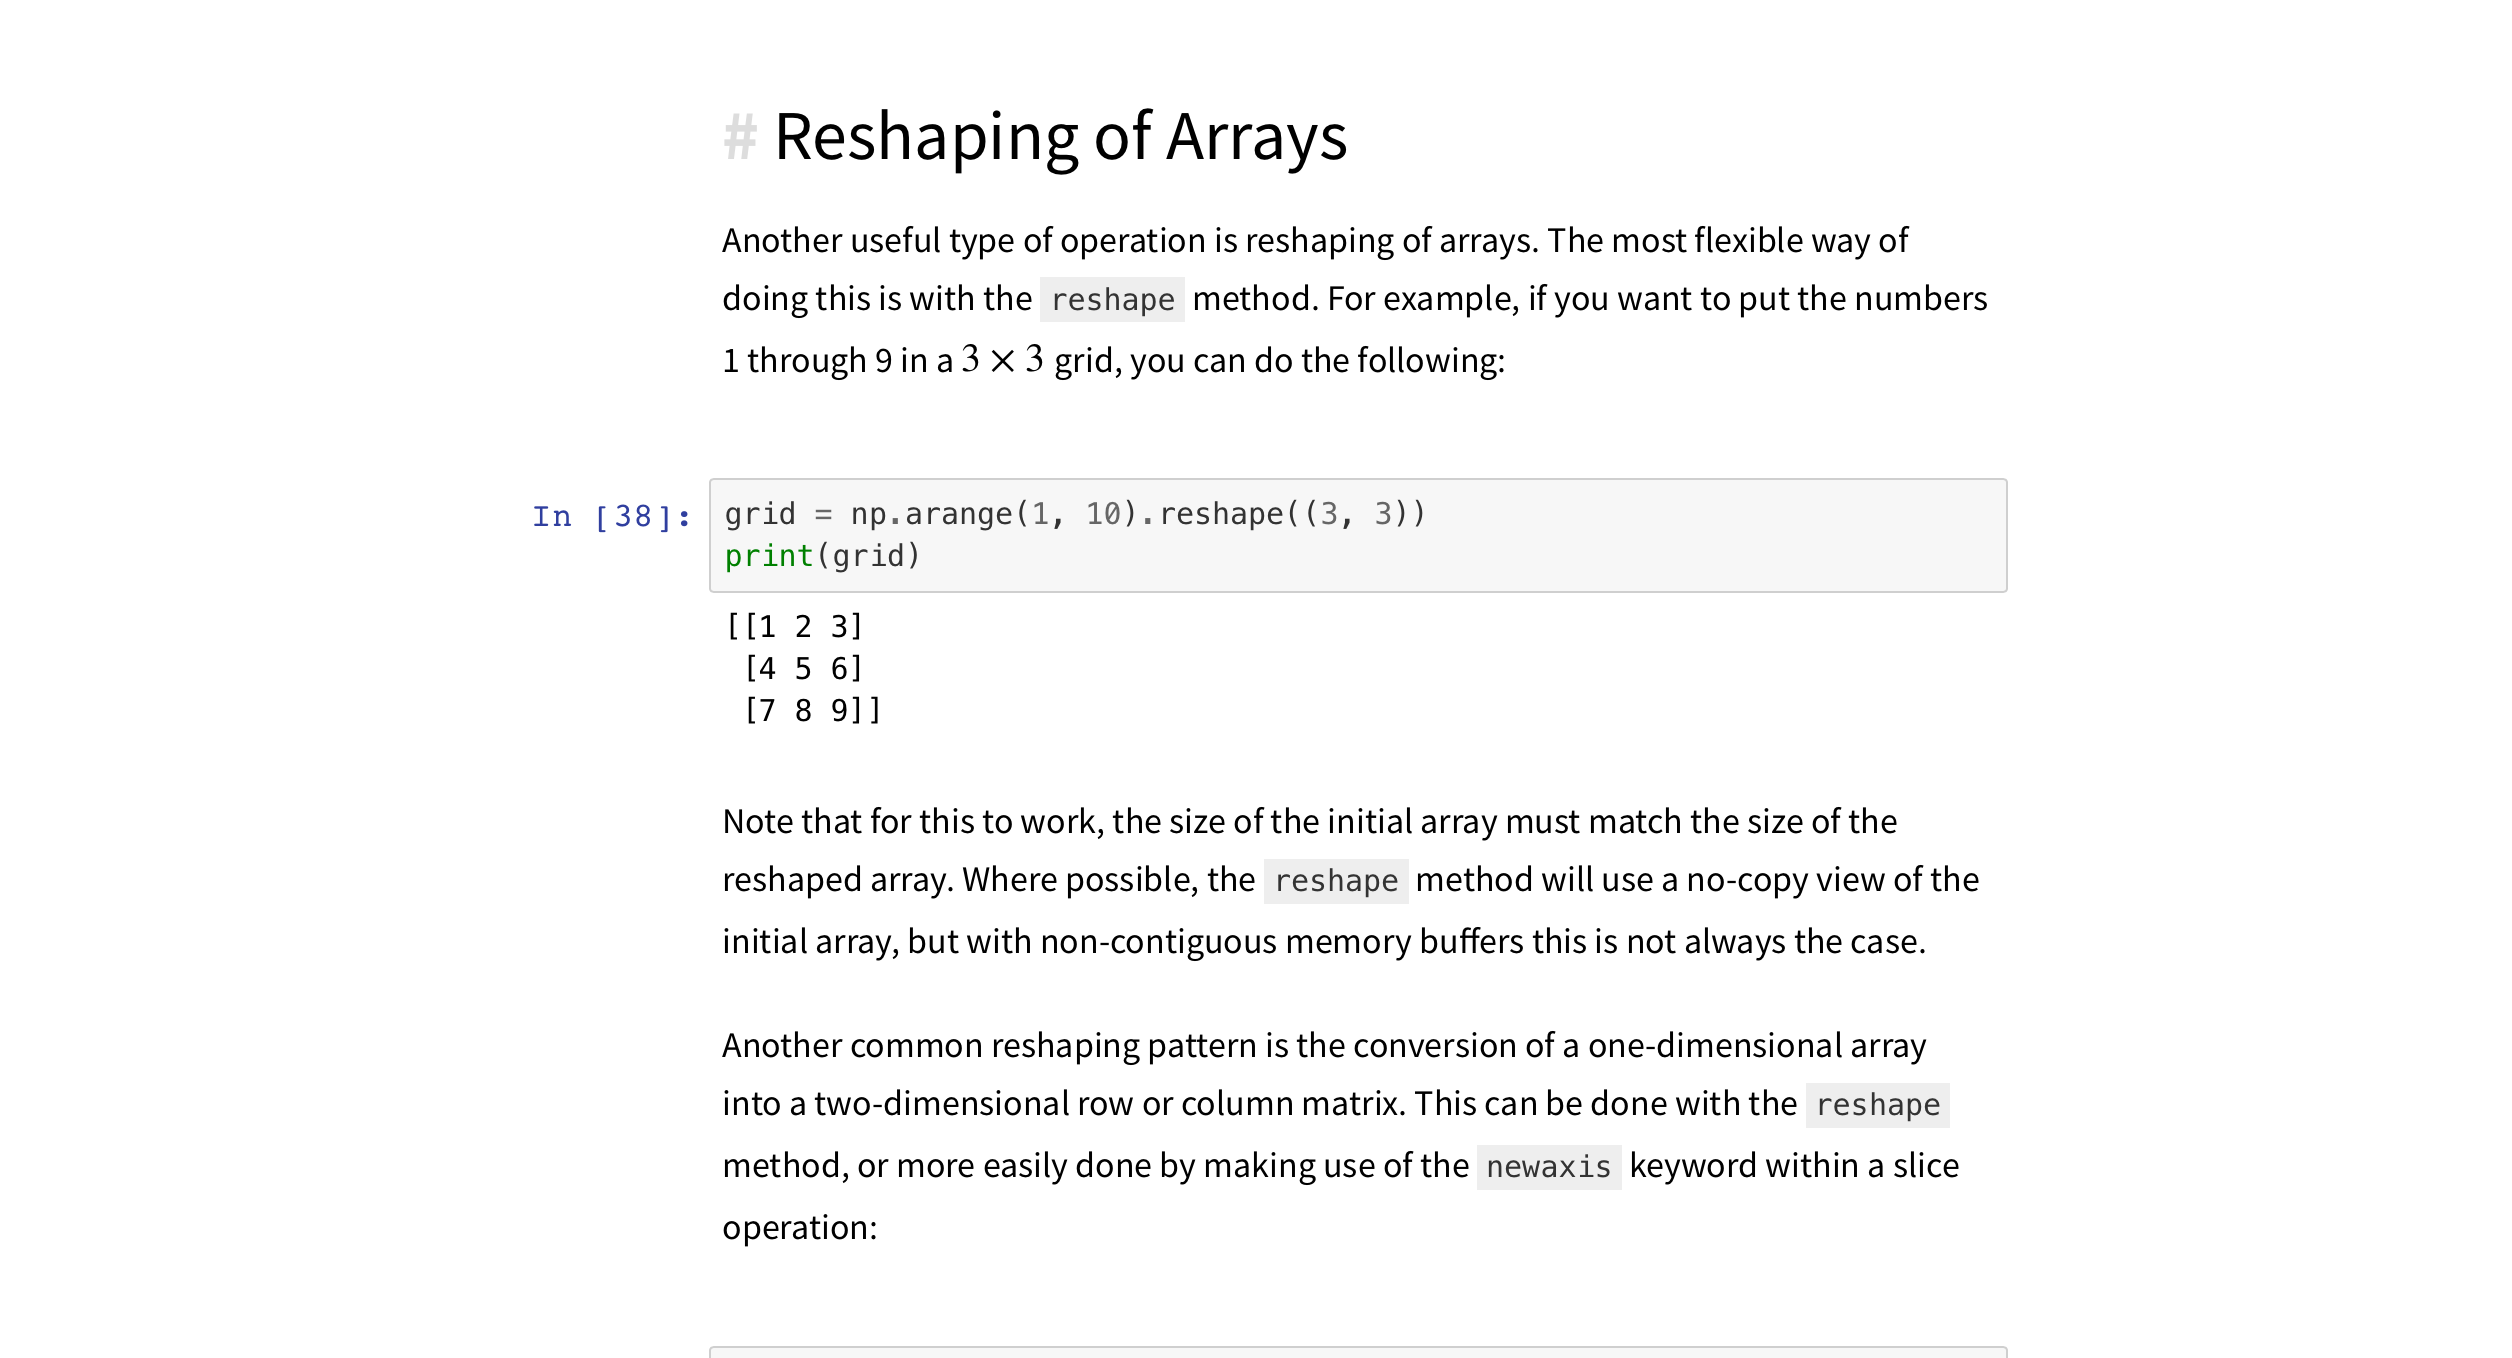 # Reshaping of Arrays
Another useful type of operation is reshaping of arrays. The most flexible way of
doing this is with the reshape method. For example, if you want to put the numbers
1 through 9 in a 3 × 3 grid, you can do the following:
In [38]: grid = np.arange(1, 10).reshape((3, 3))
print(grid)
[[1 2 3]
 [4 5 6]
 [7 8 9]]
Note that for this to work, the size of the initial array must match the size of the
reshaped array. Where possible, the reshape method will use a no-copy view of the
initial array, but with non-contiguous memory buffers this is not always the case.
Another common reshaping pattern is the conversion of a one-dimensional array
into a two-dimensional row or column matrix. This can be done with the reshape
method, or more easily done by making use of the newaxis keyword within a slice
operation: